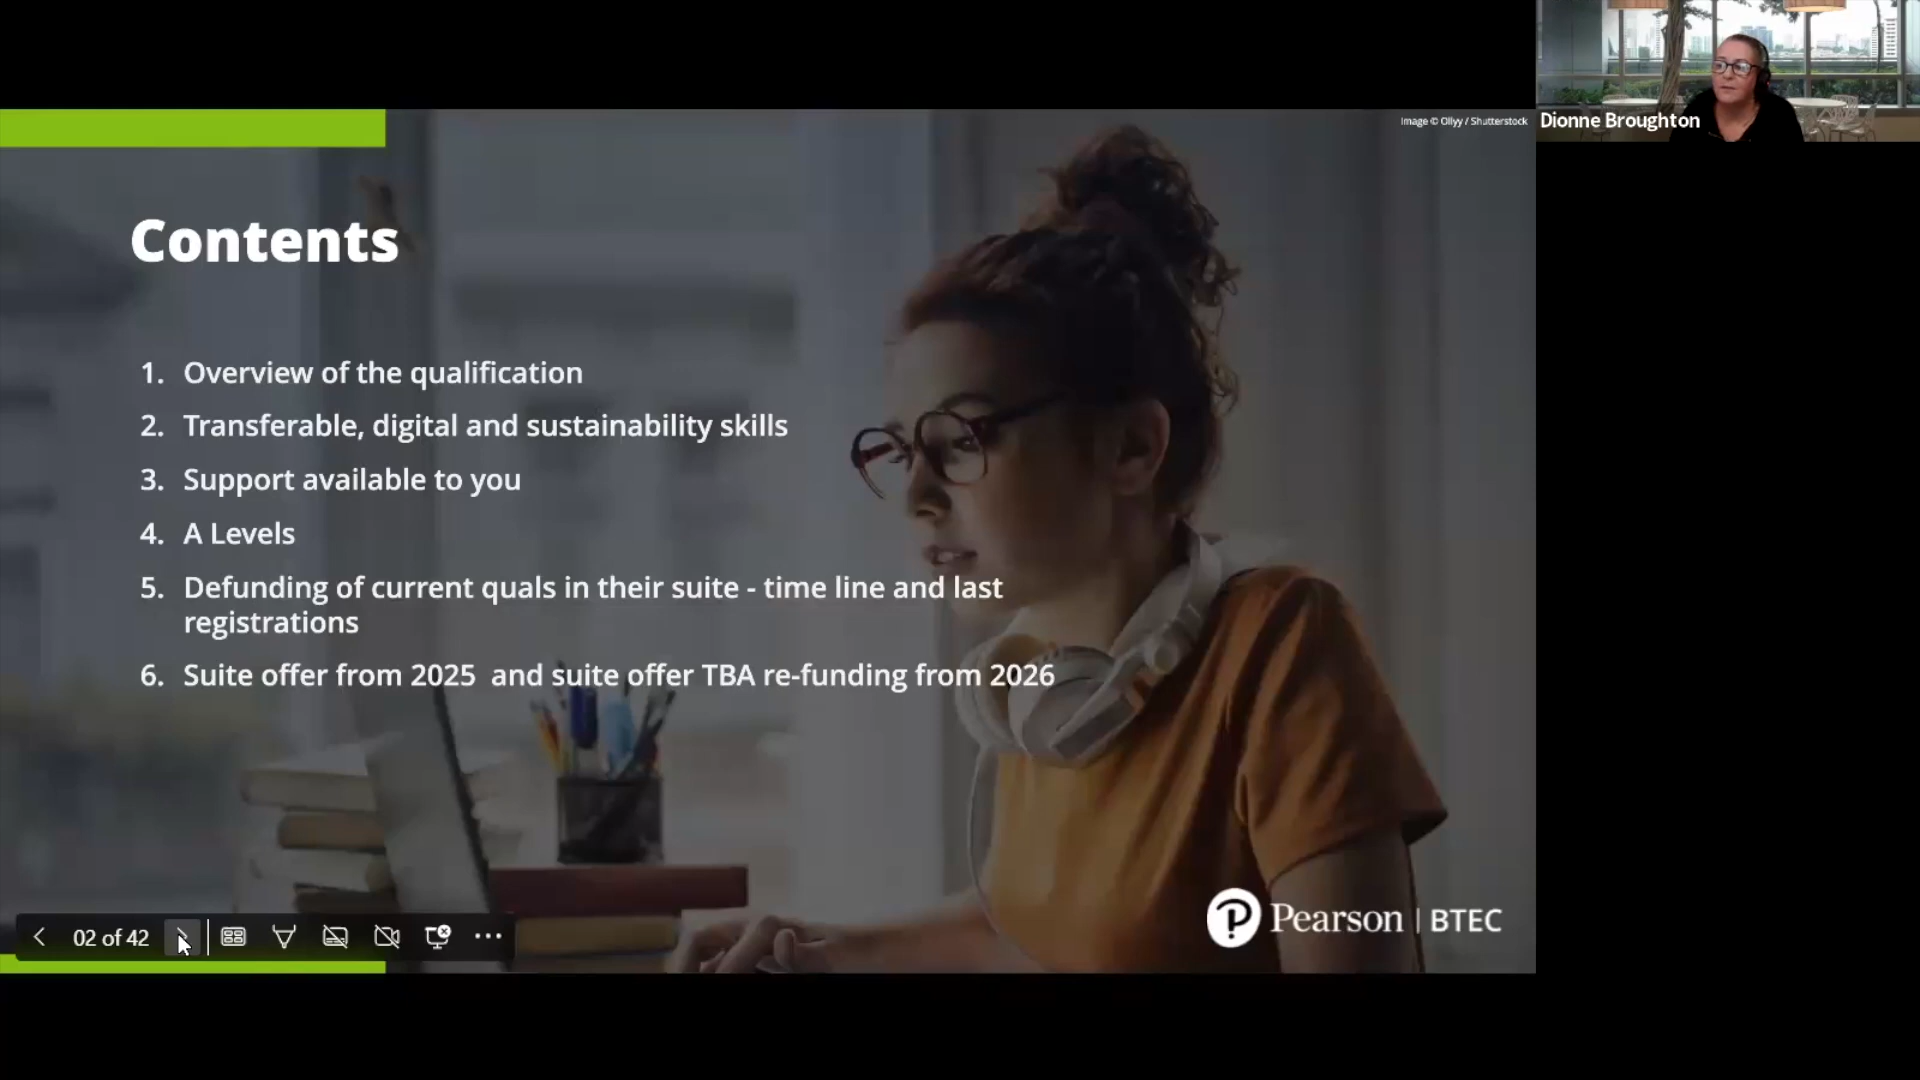 Image © Ollyy / Shutterstock
Dionne Broughton
Contents
1. Overview of the qualification
2. Transferable, digital and sustainability skills
3. Support available to you
4. A Levels
5. Defunding of current quals in their suite - time line and last
registrations
6. Suite offer from 2025 and suite offer TBA re-funding from 2026
02 of 42
Pearson | BTEC